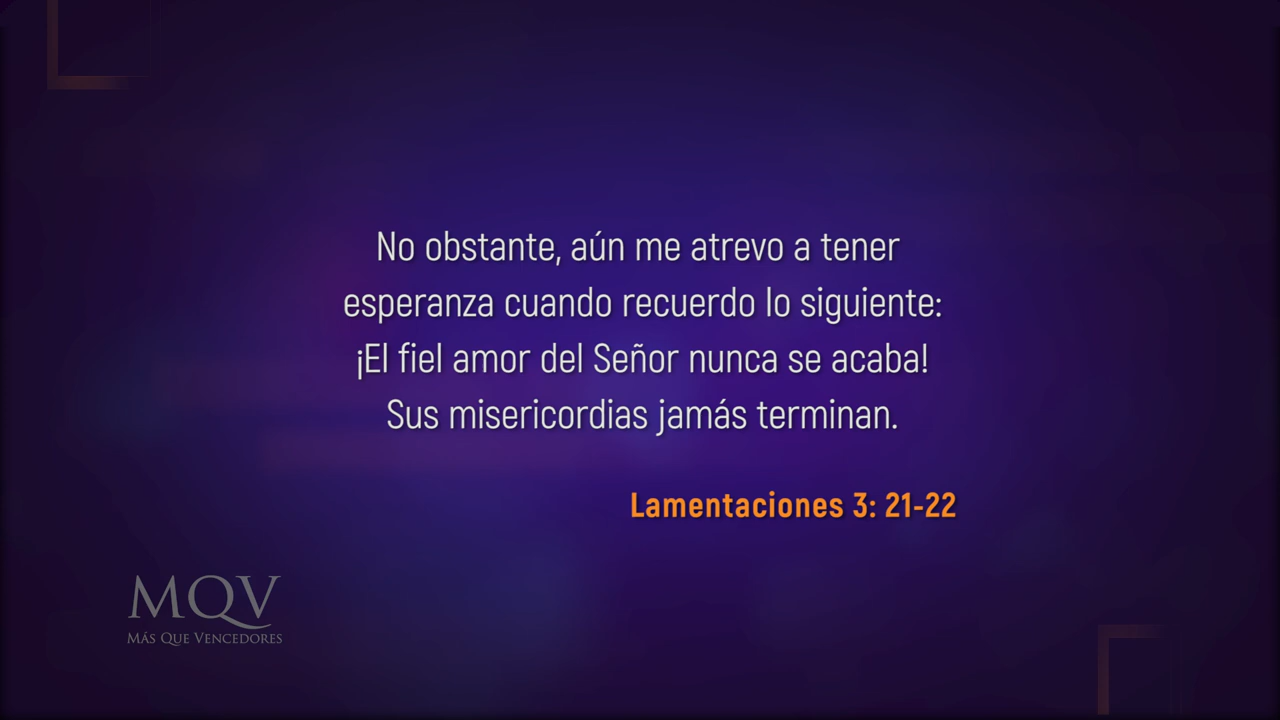 No obstante, aún me atrevo a tener
esperanza cuando recuerdo lo siguiente:
¡El fiel amor del Señor nunca se acaba!
Sus misericordias jamás terminan.
Lamentaciones 3: 21-22
MQV
MÁS QUE VENCEDORES